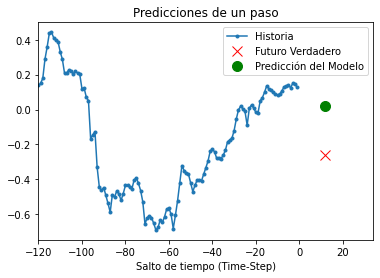 Predicciones de un paso
Historia
Futuro Verdadero
Predicción del Modelo
0.4
0.2
0.0
−0.2
−0.4
−0.6
−120
−100
−80
−60
−40
−20
0
20
Salto de tiempo (Time-Step)